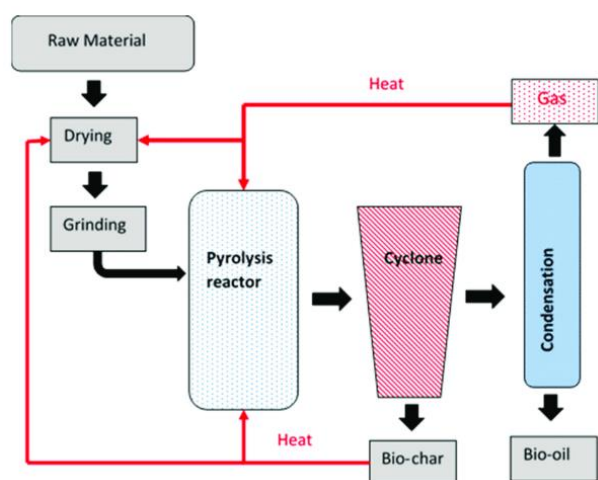 Raw Material
Heat
Gas
Drying
Grinding
Pyrolysis
reactor
Cyclone
Condensation
Heat
Bio-char
Bio-oil